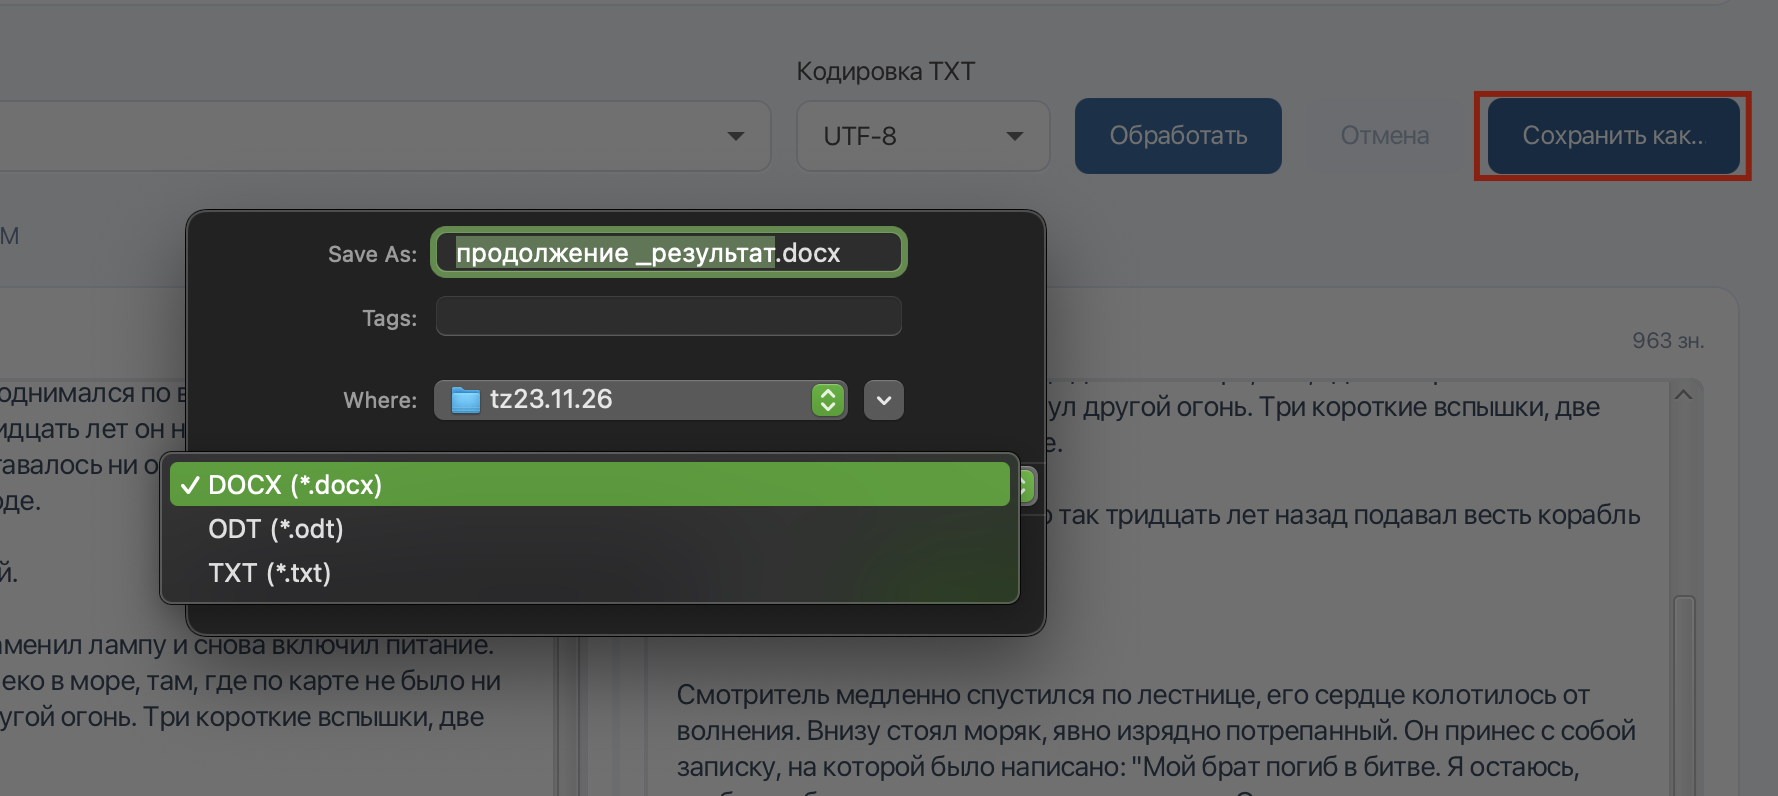 Кодировка TXT
UTF-8
Обработать
Отмена
Сохранить как...
М
Save As: продолжение _результат.docx
Tags:
963 зн.
Where: tz23.11.26
однимался по в
ул другой огонь. Три короткие вспышки, две
идцать лет он н
е.
тавалось ни о
✓ DOCX (*.docx)
оде.
так тридцать лет назад подавал весть корабль
ODT (*.odt)
й.
TXT (*.txt)
аменил лампу и снова включил питание.
еко в море, там, где по карте не было ни
угой огонь. Три короткие вспышки, две
Смотритель медленно спустился по лестнице, его сердце колотилось от
волнения. Внизу стоял моряк, явно изрядно потрепанный. Он принес с собой
записку, на которой было написано: "Мой брат погиб в битве. Я остаюсь,